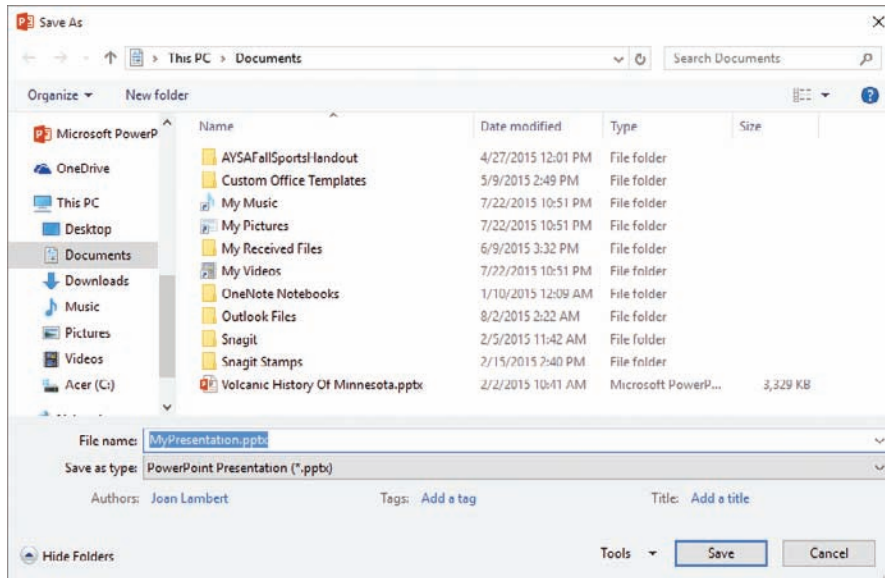 Save As
This PC > Documents
Search Documents
Organize
New folder
Microsoft PowerP
OneDrive
This PC
Desktop
Documents
Downloads
Music
Pictures
Videos
Acer (C:)
Name Date modified Type Size
AYSAFallSportsHandout 4/27/2015 12:01 PM File folder
Custom Office Templates 5/9/2015 2:49 PM File folder
My Music 7/22/2015 10:51 PM File folder
My Pictures 7/22/2015 10:51 PM File folder
My Received Files 6/9/2015 3:32 PM File folder
My Videos 7/22/2015 10:51 PM File folder
OneNote Notebooks 1/10/2015 12:09 AM File folder
Outlook Files 8/2/2015 2:22 AM File folder
Snagit 2/5/2015 11:42 AM File folder
Snagit Stamps 2/15/2015 2:40 PM File folder
Volcanic History Of Minnesota.pptx 2/2/2015 10:41 AM Microsoft PowerP... 3,329 KB
File name: MyPresentation.pptx
Save as type: PowerPoint Presentation (*.pptx)
Authors: Joan Lambert Tags: Add a tag Title: Add a title
Hide Folders
Tools Save Cancel